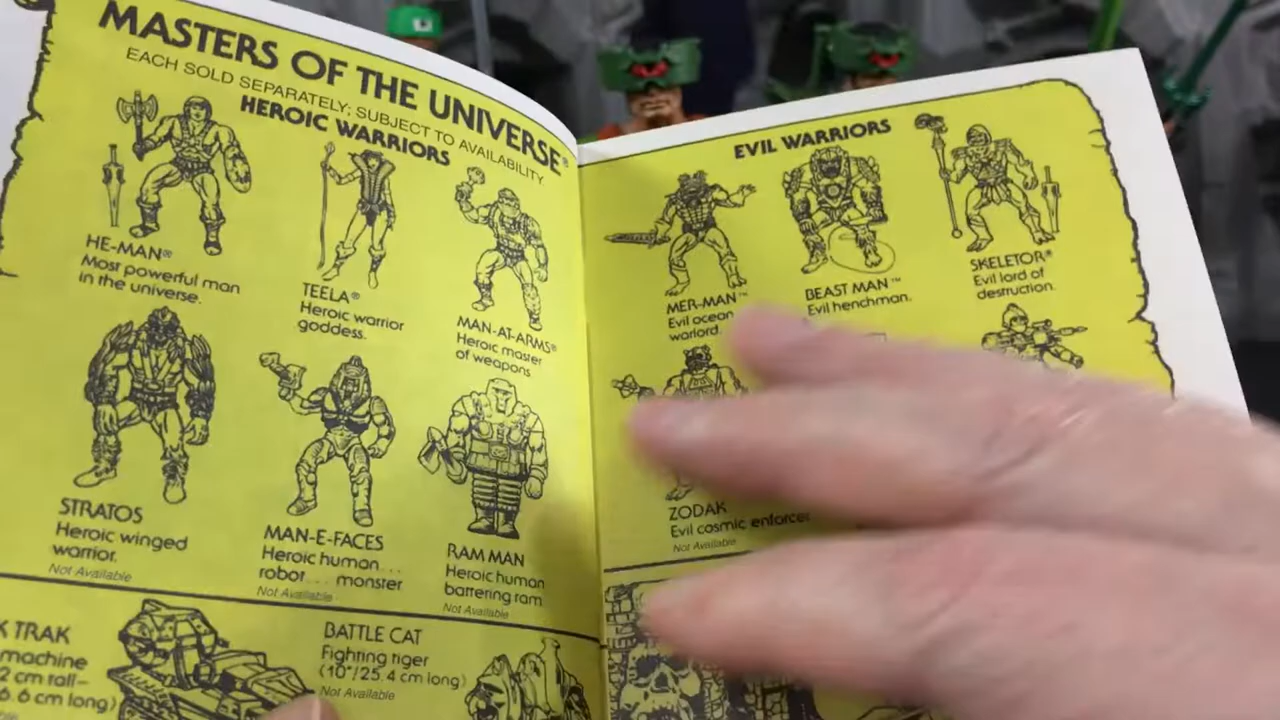 MASTERS OF THE UNIVERSE®
EACH SOLD SEPARATELY; SUBJECT TO AVAILABILITY.
HEROIC WARRIORS
HE-MAN®
Most powerful man
in the universe.
TEELA®
Heroic warrior
goddess.
MAN-AT-ARMS®
Heroic master
of weapons
STRATOS
Heroic winged
warrior.
Not Available
MAN-E-FACES
Heroic human...
robot... monster
Not Available
RAM MAN
Heroic human
battering ram
Not Available
K TRAK
machine
2 cm tall–
6.6 cm long)
BATTLE CAT
Fighting tiger
(10"/25.4 cm long)
Not Available
EVIL WARRIORS
MER-MAN™
Evil ocean
warlord.
BEAST MAN™
Evil henchman.
SKELETOR®
Evil lord of
destruction.
ZODAK
Evil cosmic enforcer
Not Available